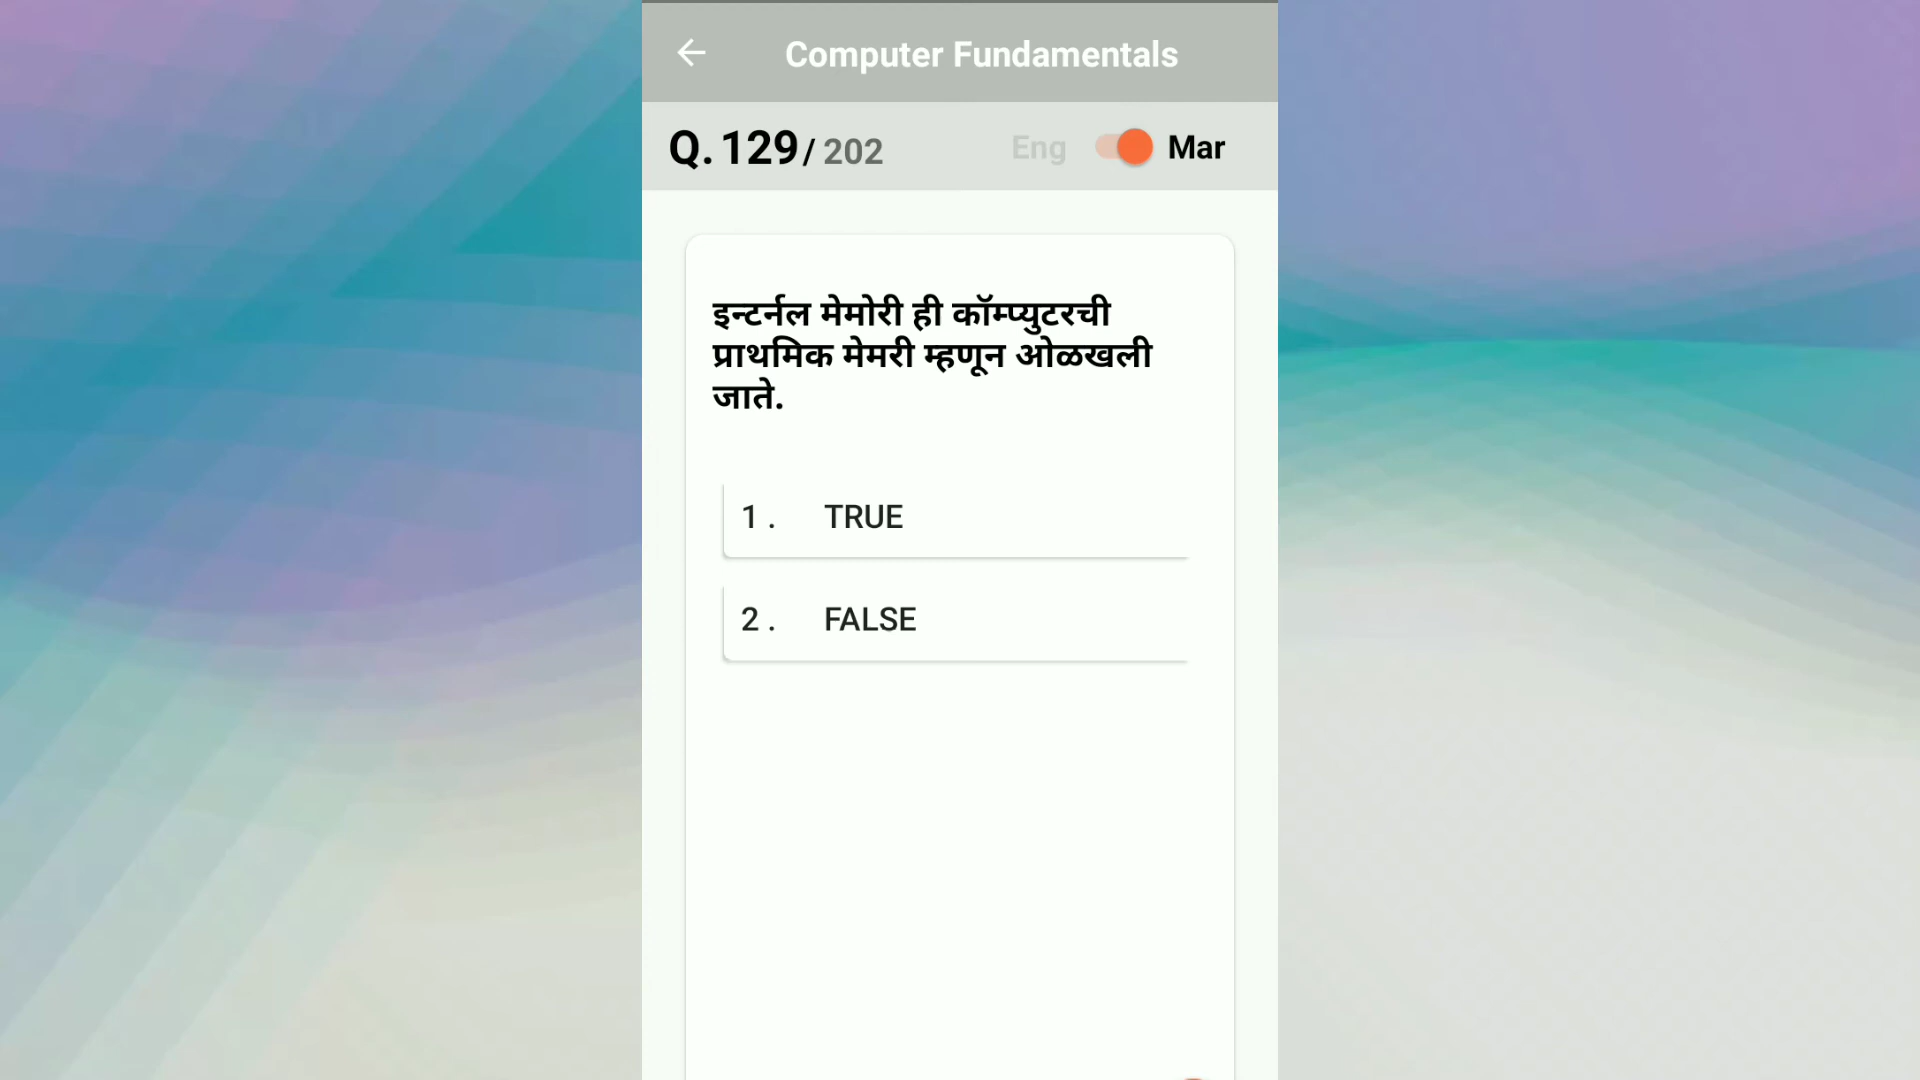 Computer Fundamentals
Q. 129/ 202 Eng Mar
इन्टर्नल मेमोरी ही कॉम्प्युटरची
प्राथमिक मेमरी म्हणून ओळखली
जाते.
1 . TRUE
2 . FALSE